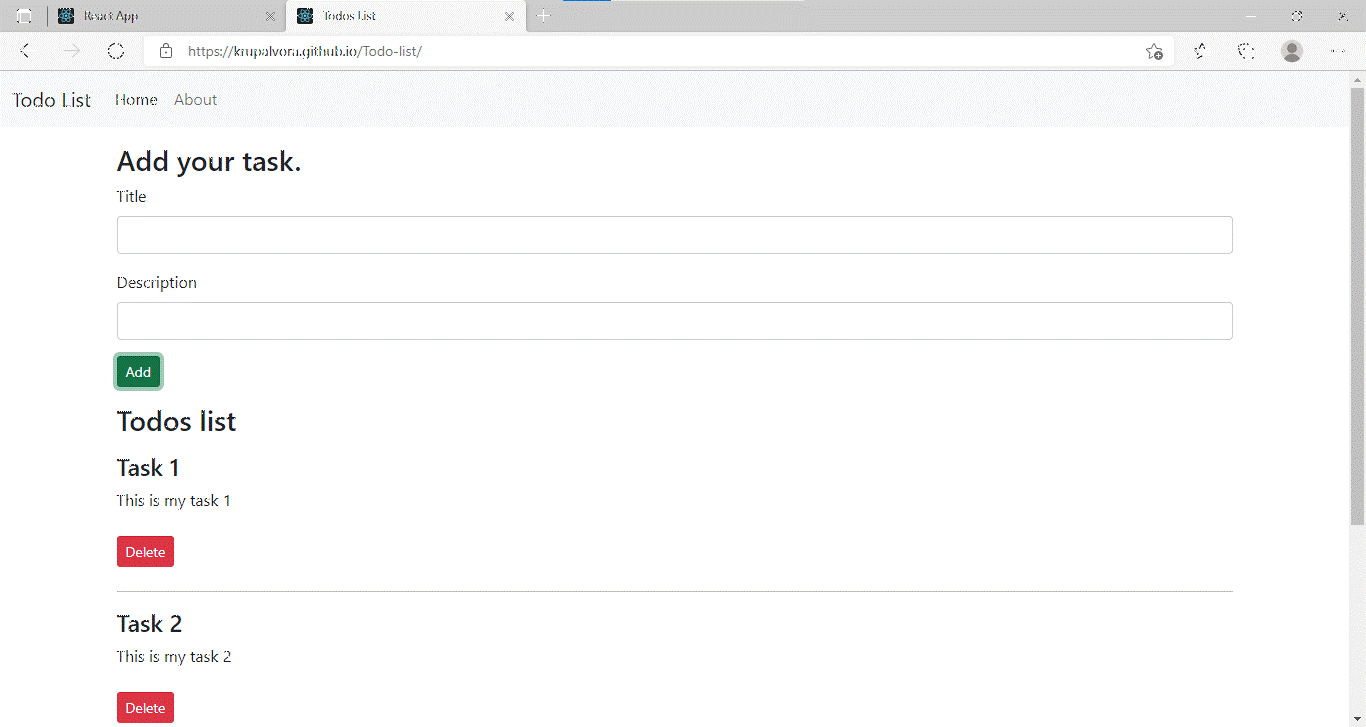 React App
Todos List
https://krupalvora.github.io/Todo-list/
Todo List Home About
Add your task.
Title
Description
Add
Todos list
Task 1
This is my task 1
Delete
Task 2
This is my task 2
Delete